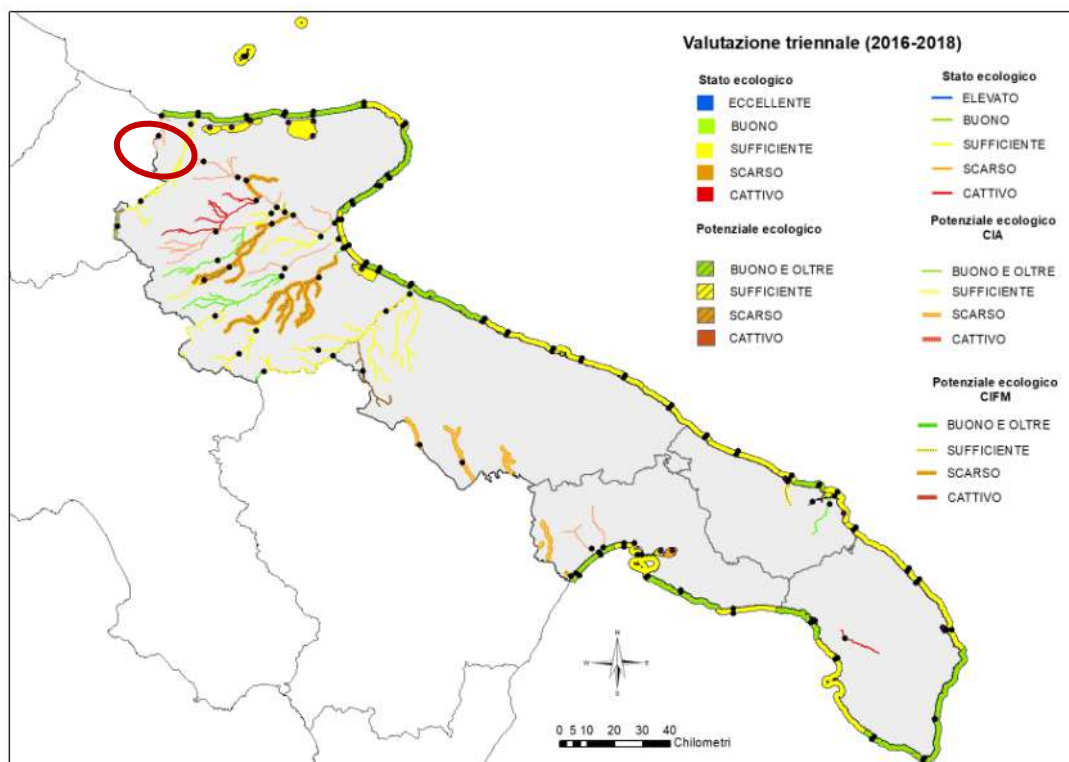 Valutazione triennale (2016-2018)
Stato ecologico
ECCELLENTE
BUONO
SUFFICIENTE
SCARSO
CATTIVO
Potenziale ecologico
BUONO E OLTRE
SUFFICIENTE
SCARSO
CATTIVO
Stato ecologico
ELEVATO
BUONO
SUFFICIENTE
SCARSO
CATTIVO
Potenziale ecologico
CIA
BUONO E OLTRE
SUFFICIENTE
SCARSO
CATTIVO
Potenziale ecologico
CIFM
BUONO E OLTRE
SUFFICIENTE
SCARSO
CATTIVO
N
W E
S
0 5 10 20 30 40
Chilometri